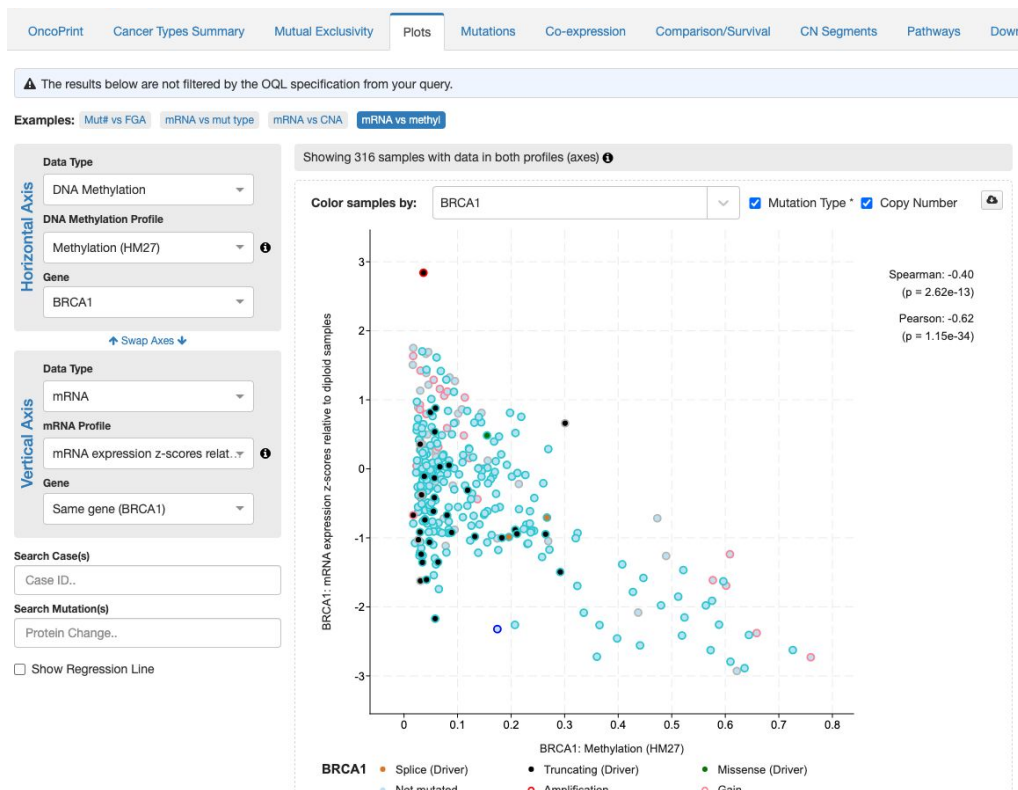 OncoPrint Cancer Types Summary Mutual Exclusivity Plots Mutations Co-expression Comparison/Survival CN Segments Pathways Down
The results below are not filtered by the OQL specification from your query.
Examples: Mut# vs FGA mRNA vs mut type mRNA vs CNA mRNA vs methyl
Horizontal Axis
Data Type
DNA Methylation
DNA Methylation Profile
Methylation (HM27)
Gene
BRCA1
Swap Axes
Vertical Axis
Data Type
mRNA
mRNA Profile
mRNA expression z-scores relat...
Gene
Same gene (BRCA1)
Search Case(s)
Case ID..
Search Mutation(s)
Protein Change..
Show Regression Line
Showing 316 samples with data in both profiles (axes)
Color samples by: BRCA1 Mutation Type * Copy Number
Spearman: -0.40
(p = 2.62e-13)
Pearson: -0.62
(p = 1.15e-34)
BRCA1: mRNA expression z-scores relative to diploid samples
3
2
1
0
-1
-2
-3
0 0.1 0.2 0.3 0.4 0.5 0.6 0.7 0.8
BRCA1: Methylation (HM27)
BRCA1 Splice (Driver) Truncating (Driver) Missense (Driver)
Not mutated Amplification Gain